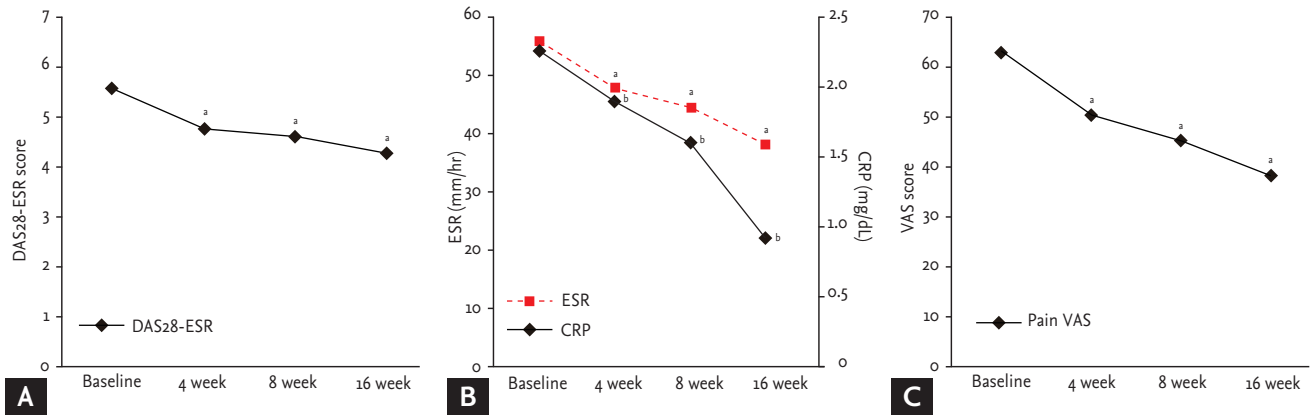 7
6
5
4
3
2
1
0
DAS28-ESR score
a
a
a
DAS28-ESR
Baseline
4 week
8 week
16 week
A
60
50
40
30
20
10
0
ESR (mm/hr)
a
a
a
b
b
b
ESR
CRP
2.5
2.0
1.5
1.0
0.5
0
CRP (mg/dL)
Baseline
4 week
8 week
16 week
B
70
60
50
40
30
20
10
0
VAS score
a
a
a
Pain VAS
Baseline
4 week
8 week
16 week
C